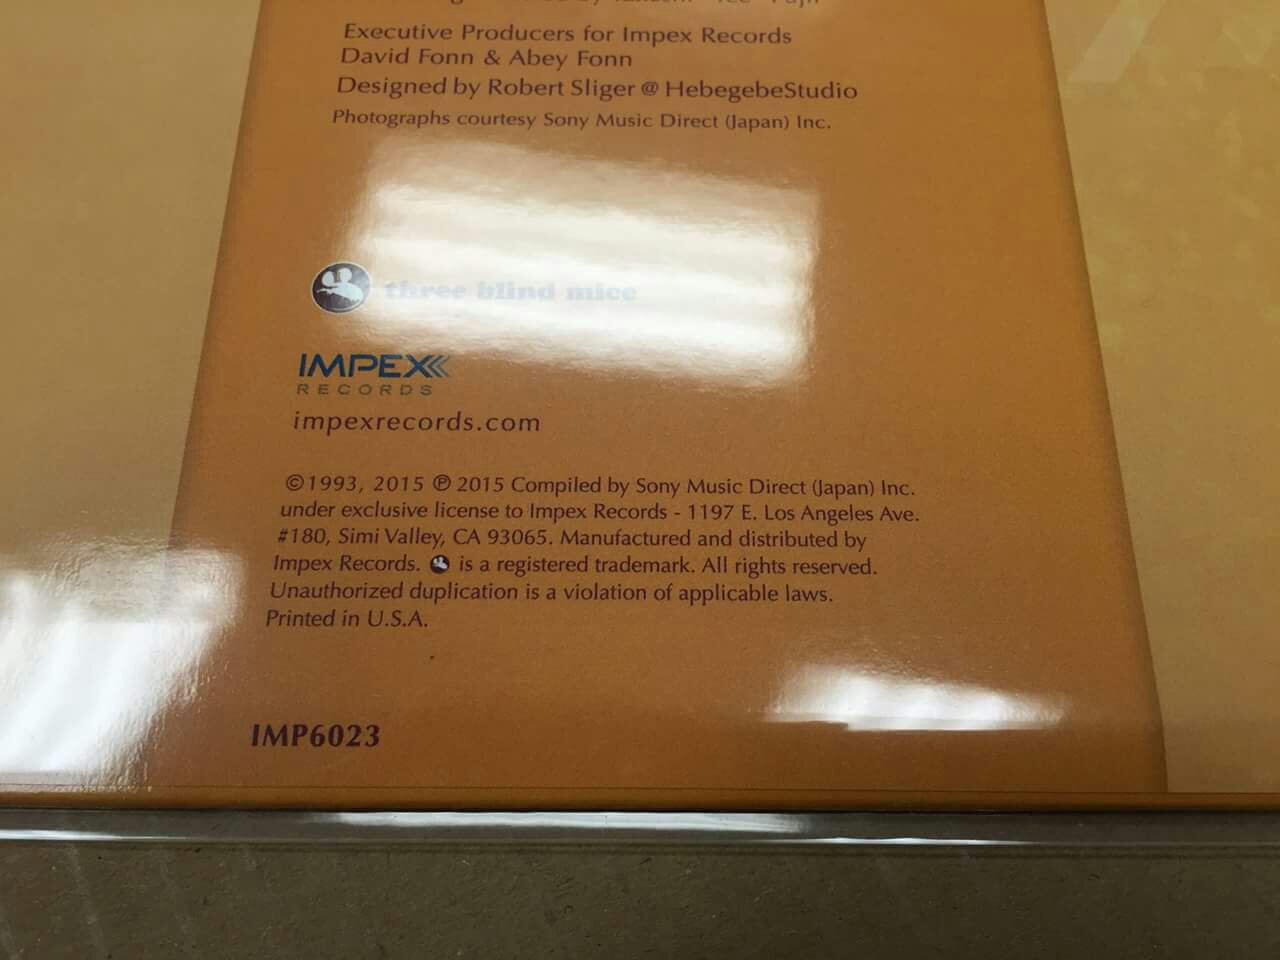 Executive Producers for Impex Records
David Fonn & Abey Fonn
Designed by Robert Sliger @ HebegebeStudio
Photographs courtesy Sony Music Direct (Japan) Inc.
three blind mice
IMPEX
RECORDS
impexrecords.com
©1993, 2015 ℗ 2015 Compiled by Sony Music Direct (Japan) Inc.
under exclusive license to Impex Records - 1197 E. Los Angeles Ave.
#180, Simi Valley, CA 93065. Manufactured and distributed by
Impex Records. is a registered trademark. All rights reserved.
Unauthorized duplication is a violation of applicable laws.
Printed in U.S.A.
IMP6023